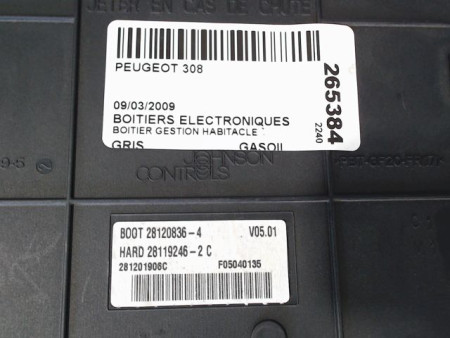 JETER EN CAS DE CHUTE
PEUGEOT 308
09/03/2009
BOITIERS ELECTRONIQUES
BOITIER GESTION HABITACLE
GRIS GASOIL
265384
2240
JOHNSON
CONTROLS
BOOT 28120836-4 V05.01
HARD 28119246-2 C
281201906C F05040135